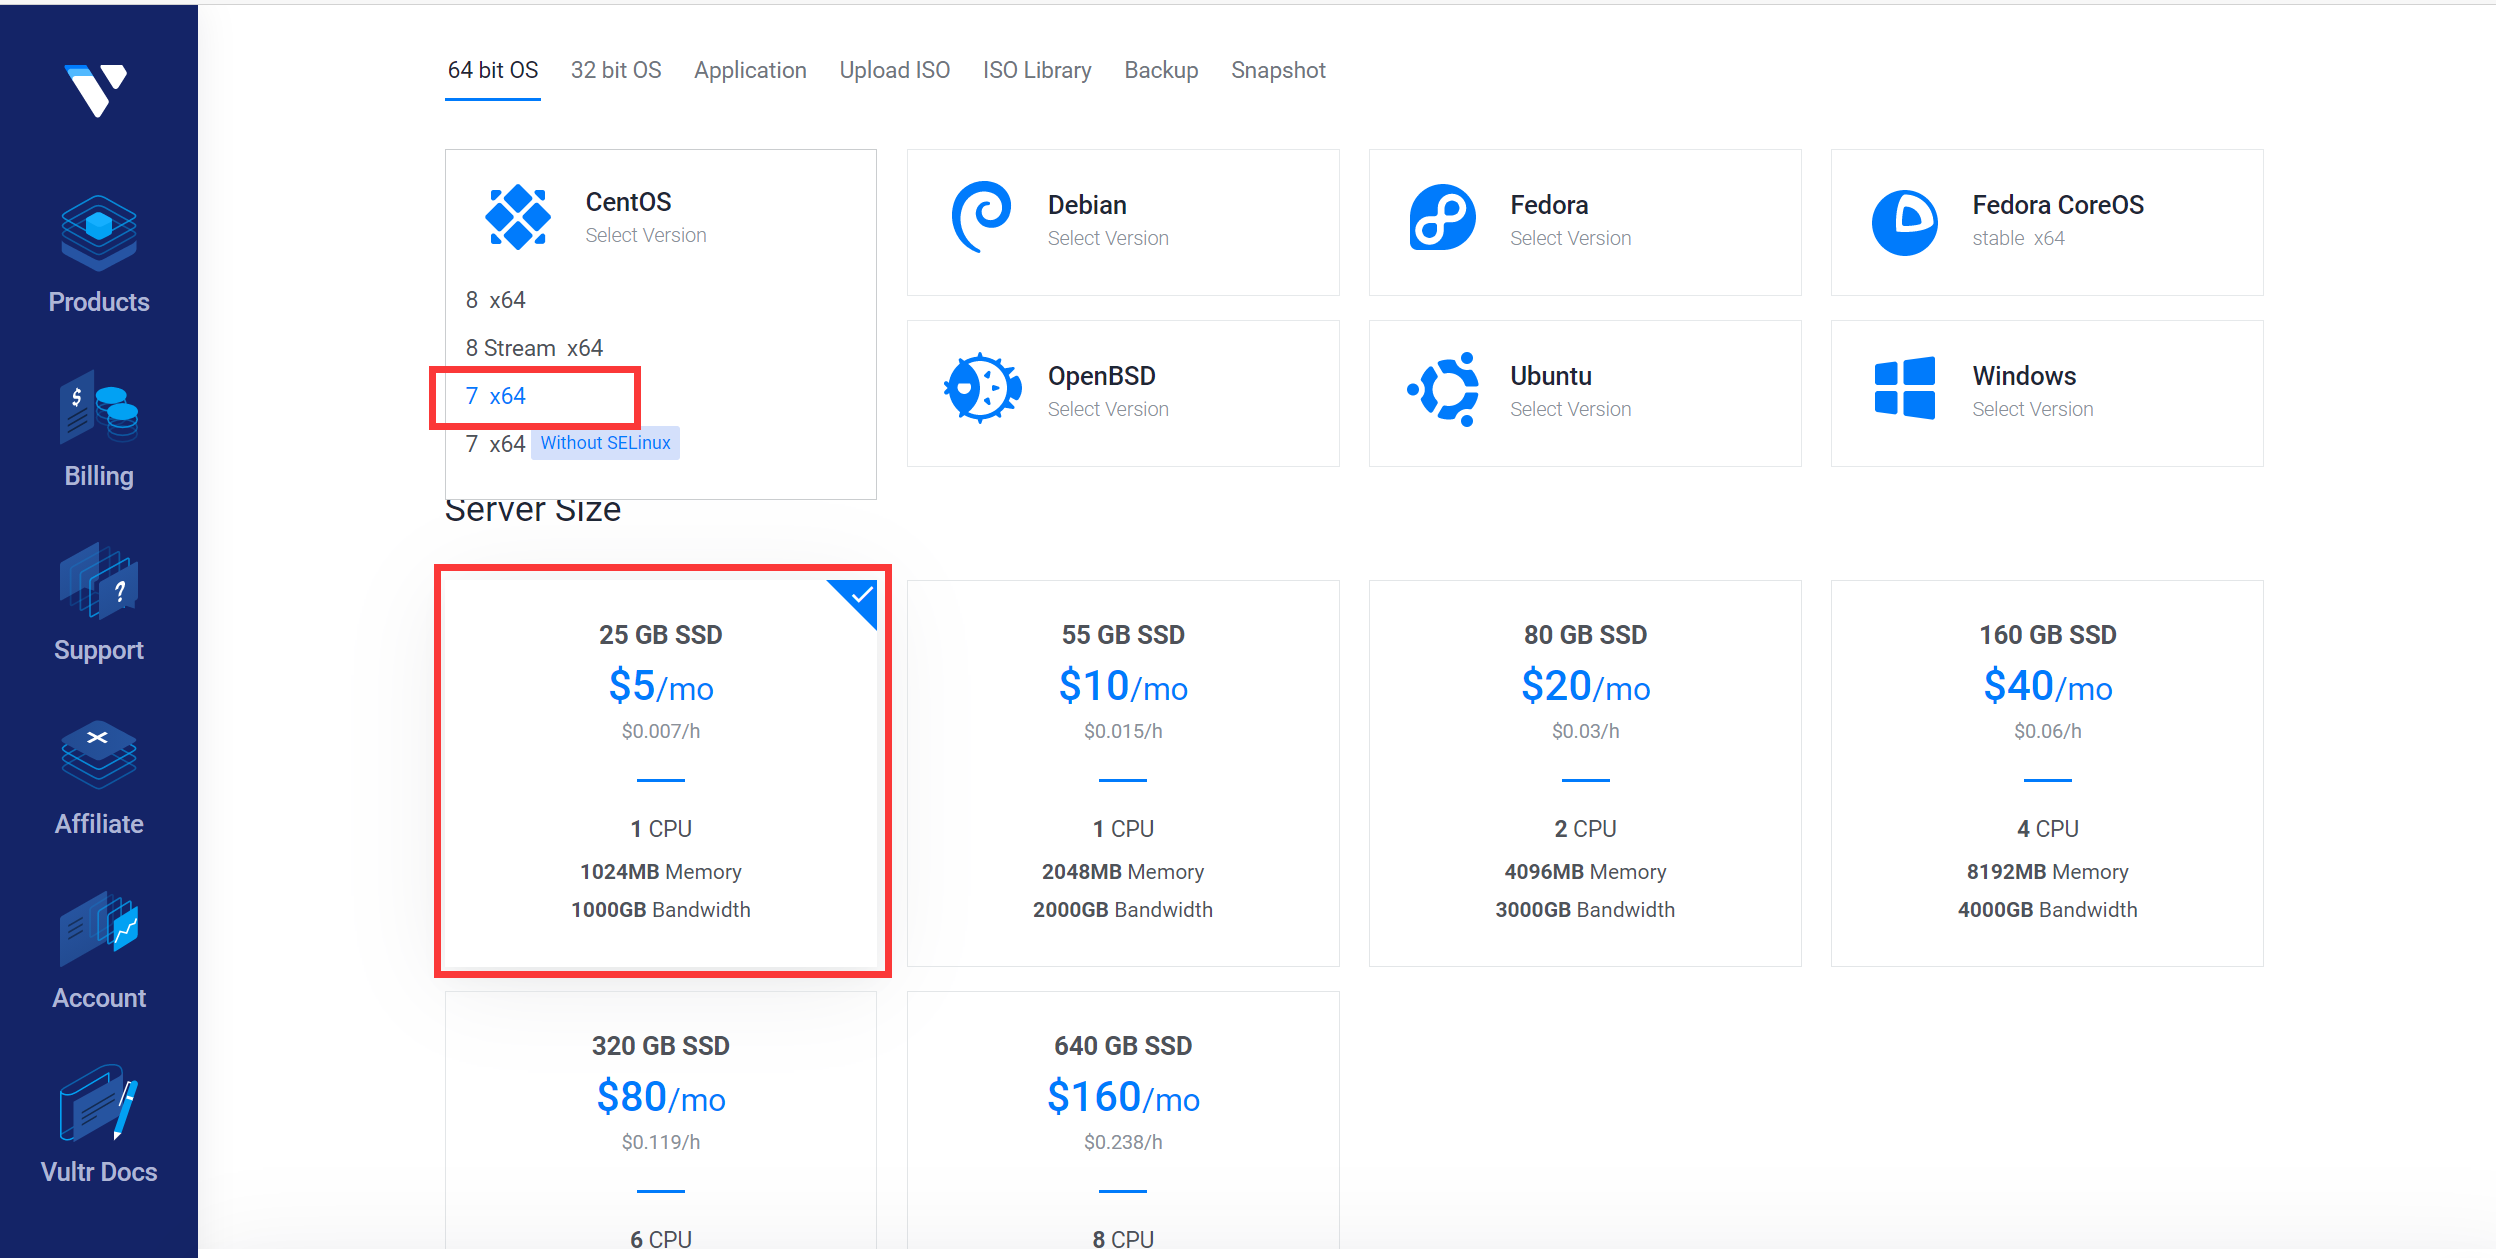 64 bit OS 32 bit OS Application Upload ISO ISO Library Backup Snapshot
CentOS
Select Version
8 x64
8 Stream x64
7 x64
7 x64 Without SELinux
Debian
Select Version
Fedora
Select Version
Fedora CoreOS
stable x64
OpenBSD
Select Version
Ubuntu
Select Version
Windows
Select Version
Products
Billing
Support
Affiliate
Account
Vultr Docs
Server Size
25 GB SSD
$5/mo
$0.007/h
1 CPU
1024MB Memory
1000GB Bandwidth
55 GB SSD
$10/mo
$0.015/h
1 CPU
2048MB Memory
2000GB Bandwidth
80 GB SSD
$20/mo
$0.03/h
2 CPU
4096MB Memory
3000GB Bandwidth
160 GB SSD
$40/mo
$0.06/h
4 CPU
8192MB Memory
4000GB Bandwidth
320 GB SSD
$80/mo
$0.119/h
6 CPU
640 GB SSD
$160/mo
$0.238/h
8 CPU